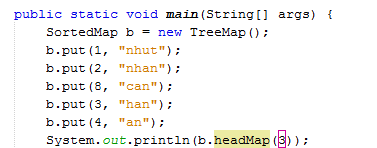 public static void main(String[] args) {
SortedMap b = new TreeMap();
b.put(1, "nhut");
b.put(2, "nhan");
b.put(8, "can");
b.put(3, "han");
b.put(4, "an");
System.out.println(b.headMap(3));